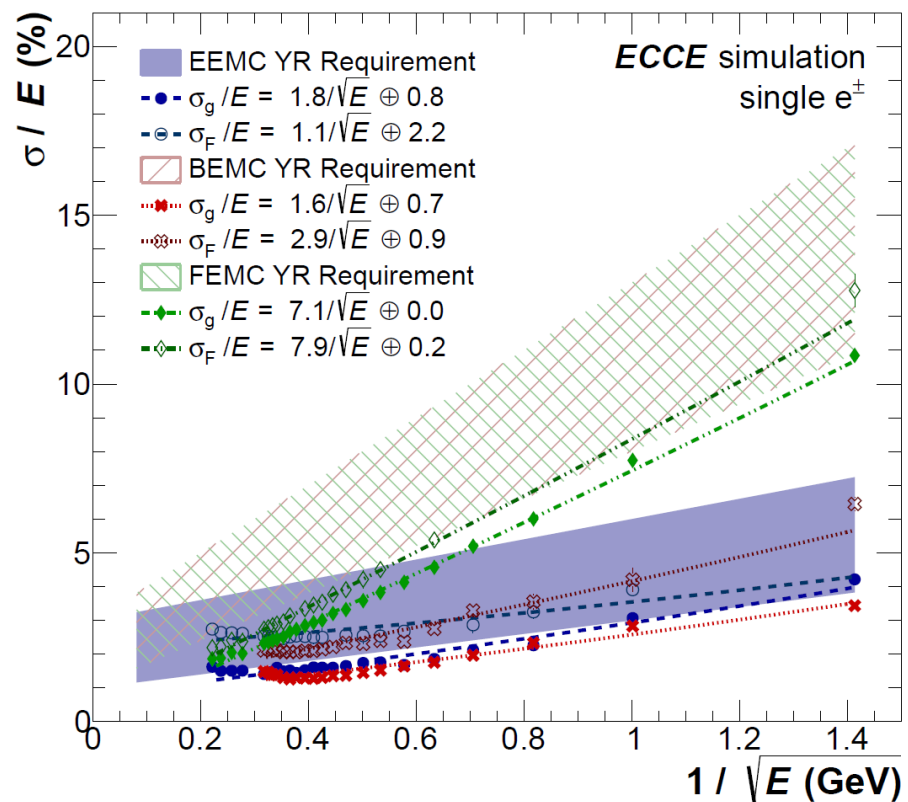 σ / E (%)
20
15
10
5
0
EEMC YR Requirement
σg /E = 1.8/√E ⊕ 0.8
σF /E = 1.1/√E ⊕ 2.2
BEMC YR Requirement
σg /E = 1.6/√E ⊕ 0.7
σF /E = 2.9/√E ⊕ 0.9
FEMC YR Requirement
σg /E = 7.1/√E ⊕ 0.0
σF /E = 7.9/√E ⊕ 0.2
ECCE simulation
single e±
0 0.2 0.4 0.6 0.8 1 1.2 1.4
1 / √E (GeV)